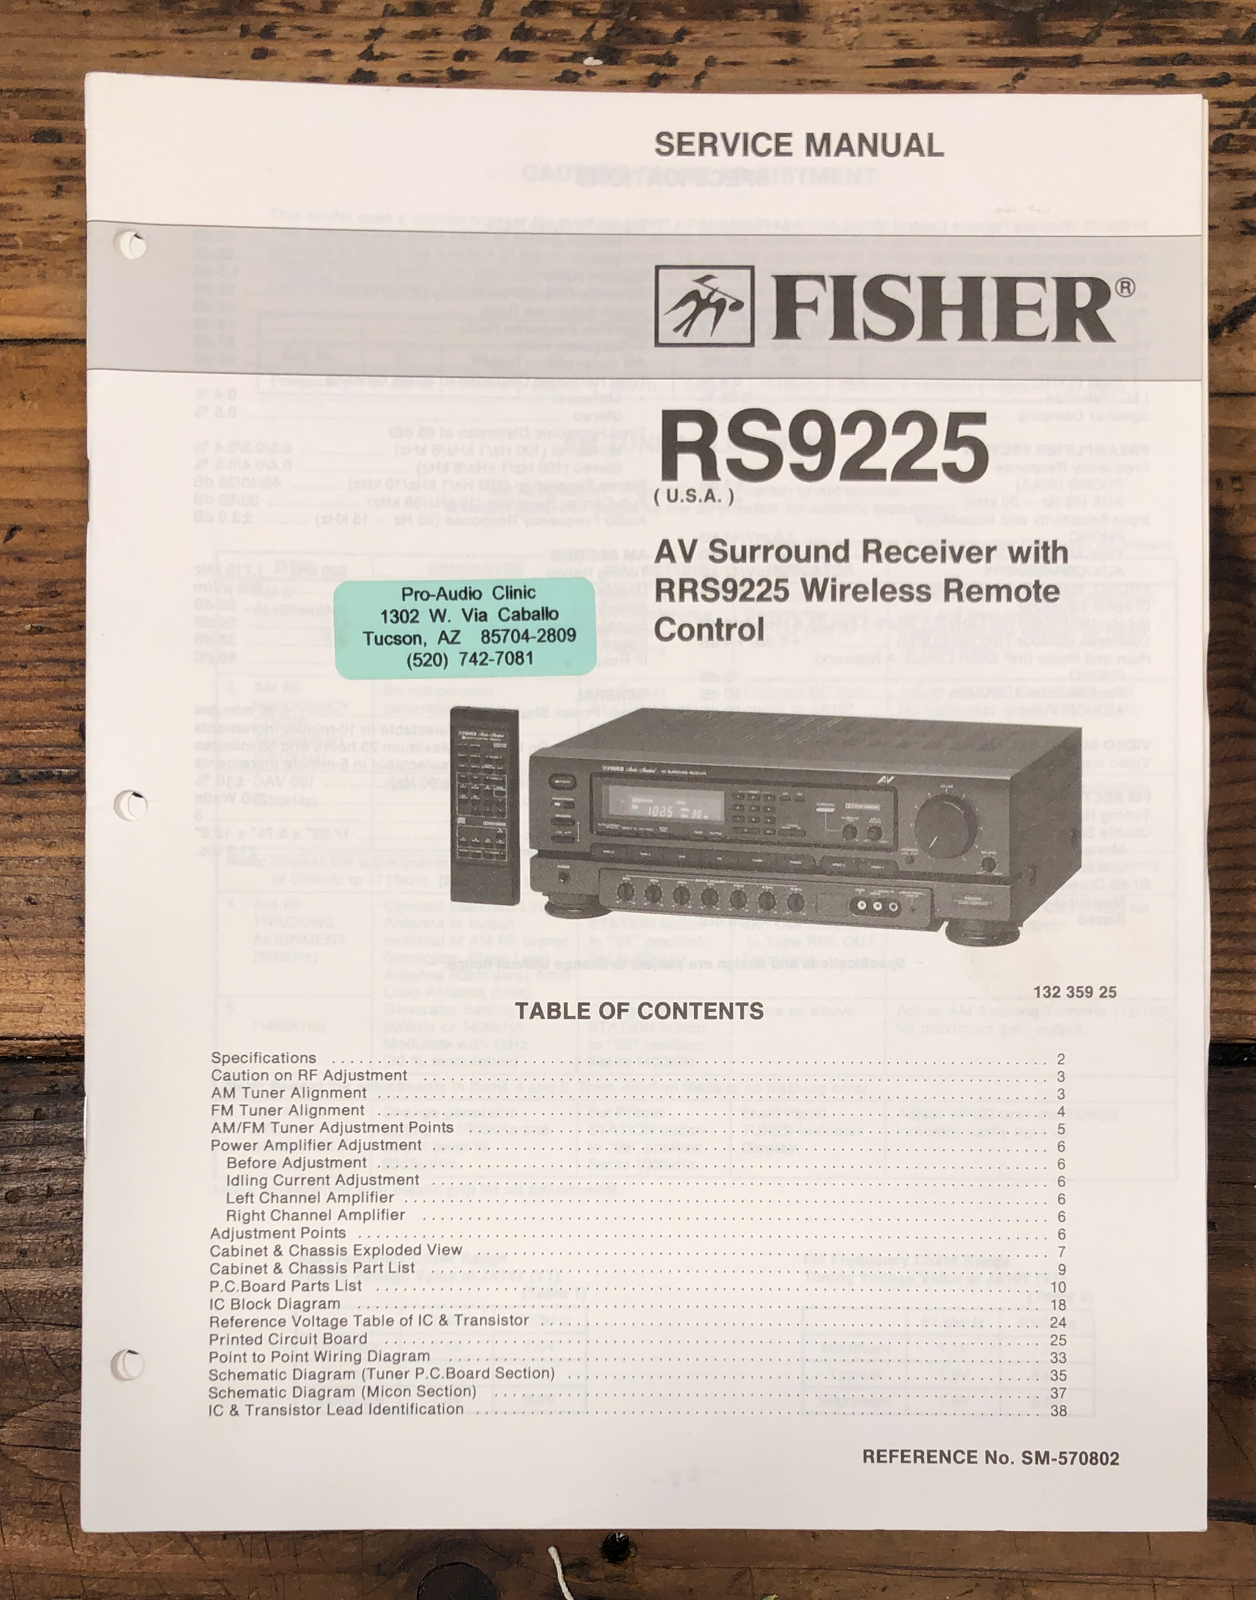 SERVICE MANUAL
FISHER®
RS9225
( U.S.A. )
AV Surround Receiver with
RRS9225 Wireless Remote
Control
Pro-Audio Clinic
1302 W. Via Caballo
Tucson, AZ 85704-2809
(520) 742-7081
132 359 25
TABLE OF CONTENTS
Specifications 2
Caution on RF Adjustment 3
AM Tuner Alignment 3
FM Tuner Alignment 4
AM/FM Tuner Adjustment Points 5
Power Amplifier Adjustment 6
Before Adjustment 6
Idling Current Adjustment 6
Left Channel Amplifier 6
Right Channel Amplifier 6
Adjustment Points 6
Cabinet & Chassis Exploded View 7
Cabinet & Chassis Part List 9
P.C.Board Parts List 10
IC Block Diagram 18
Reference Voltage Table of IC & Transistor 24
Printed Circuit Board 25
Point to Point Wiring Diagram 33
Schematic Diagram (Tuner P.C.Board Section) 35
Schematic Diagram (Micon Section) 37
IC & Transistor Lead Identification 38
REFERENCE No. SM-570802